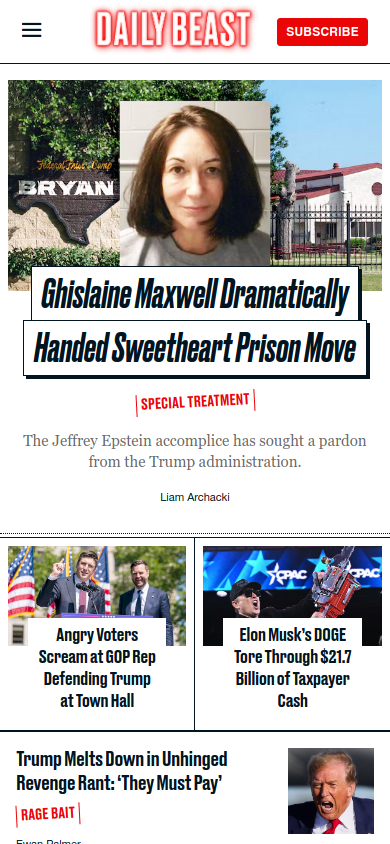 DAILY BEAST
SUBSCRIBE
Federal Prison Camp
BRYAN
Ghislaine Maxwell Dramatically
Handed Sweetheart Prison Move
SPECIAL TREATMENT
The Jeffrey Epstein accomplice has sought a pardon
from the Trump administration.
Liam Archacki
CPAC
CPAC
Angry Voters
Scream at GOP Rep
Defending Trump
at Town Hall
Elon Musk's DOGE
Tore Through $21.7
Billion of Taxpayer
Cash
Trump Melts Down in Unhinged
Revenge Rant: ‘They Must Pay’
RAGE BAIT
Ewan Palmer